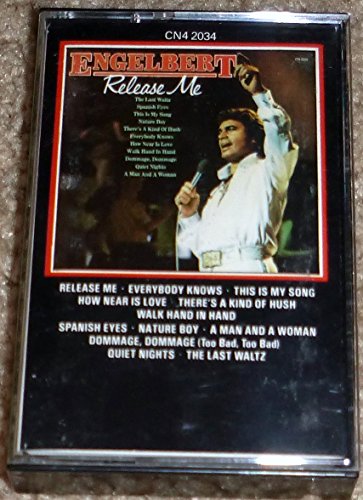 CN4 2034
ENGELBERT
Release Me
The Last Waltz
Spanish Eyes
This Is My Song
Nature Boy
There's A Kind Of Hush
Everybody Knows
How Near Is Love
Walk Hand In Hand
Dommage, Dommage
Quiet Nights
A Man And A Woman
RELEASE ME · EVERYBODY KNOWS · THIS IS MY SONG
HOW NEAR IS LOVE · THERE'S A KIND OF HUSH
WALK HAND IN HAND
SPANISH EYES · NATURE BOY · A MAN AND A WOMAN
DOMMAGE, DOMMAGE (Too Bad, Too Bad)
QUIET NIGHTS · THE LAST WALTZ